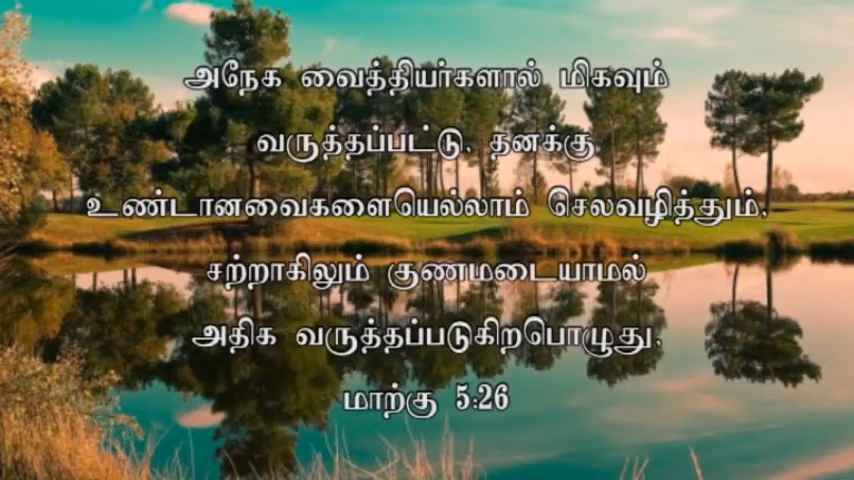 அநேக வைத்தியர்களால் மிகவும்
வருத்தப்பட்டு, தனக்கு
உண்டானவைகளையெல்லாம் செலவழித்தும்,
சற்றாகிலும் குணமடையாமல்
அதிக வருத்தப்படுகிறபொழுது,
மாற்கு 5:26